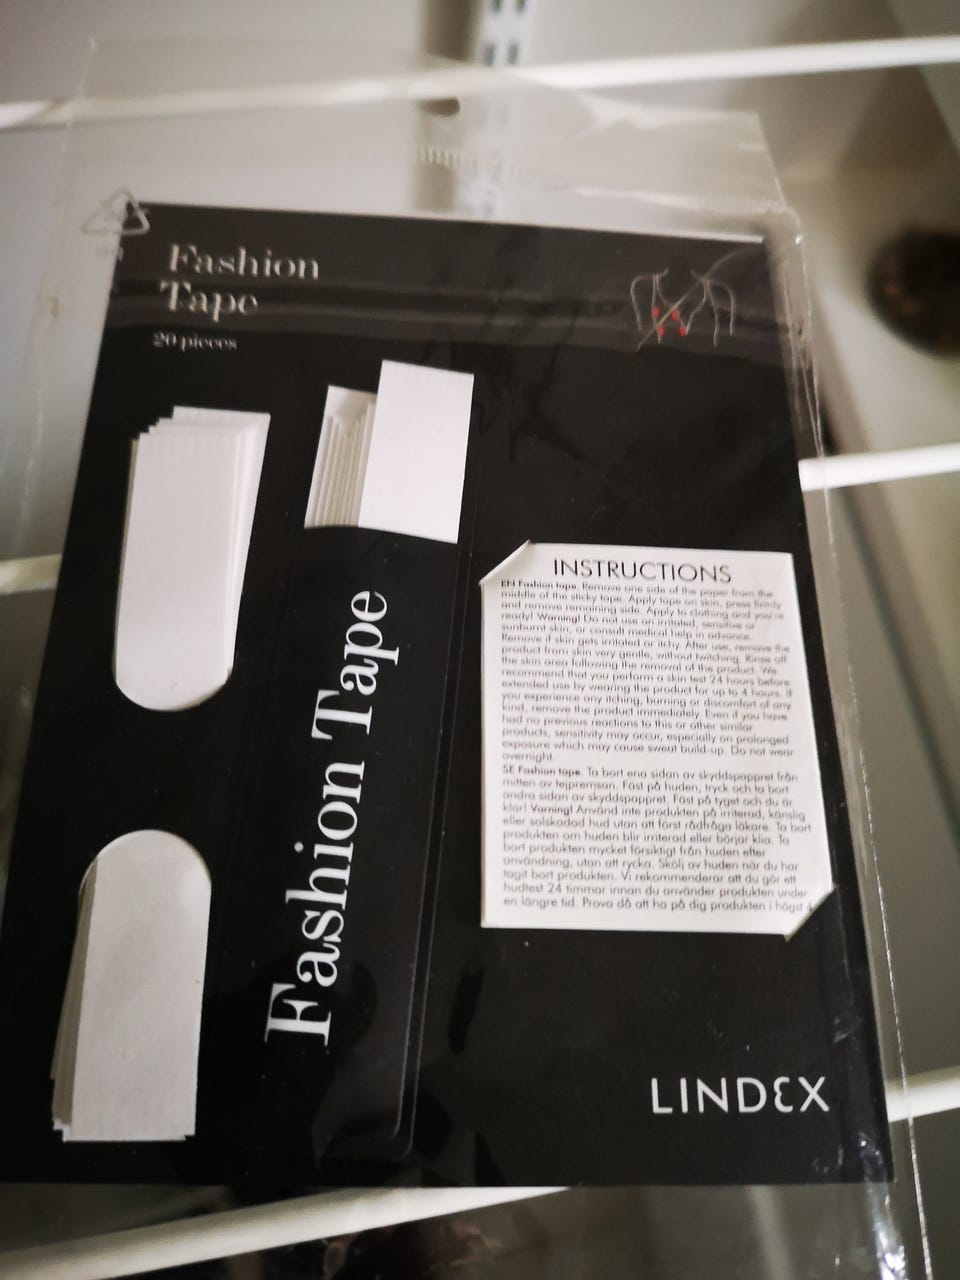 Fashion
Tape
20 pieces
Fashion Tape
INSTRUCTIONS
EN Fashion tape. Remove one side of the paper from the
middle of the sticky tape. Apply tape on skin, press firmly
and remove remaining side. Apply to clothing and you're
ready! Warning! Do not use on irritated, sensitive or
sunburnt skin, or consult medical help in advance.
Remove if skin gets irritated or itchy. After use, remove the
product from skin very gentle, without twitching. Rinse off
the skin area following the removal of the product. We
recommend that you perform a skin test 24 hours before
extended use by wearing the product for up to 4 hours. If
you experience any itching, burning or discomfort of any
kind, remove the product immediately. Even if you have
had no previous reactions to this or other similar
products, sensitivity may occur, especially on prolonged
exposure which may cause sweat build-up. Do not wear
overnight.
SE Fashion tape. Ta bort ena sidan av skyddspappret från
mitten av tejpremsan. Fäst på huden, tryck och ta bort
andra sidan av skyddspappret. Fäst på tyget och du är
klar! Varning! Använd inte produkten på irriterad, känslig
eller solskadad hud utan att först rådfråga läkare. Ta bort
produkten om huden blir irriterad eller börjar klia. Ta
bort produkten mycket försiktigt från huden efter
användning, utan att rycka. Skölj av huden när du har
tagit bort produkten. Vi rekommenderar att du gör ett
hudtest 24 timmar innan du använder produkten under
en längre tid. Prova då att ha på dig produkten i högst 4
LINDEX